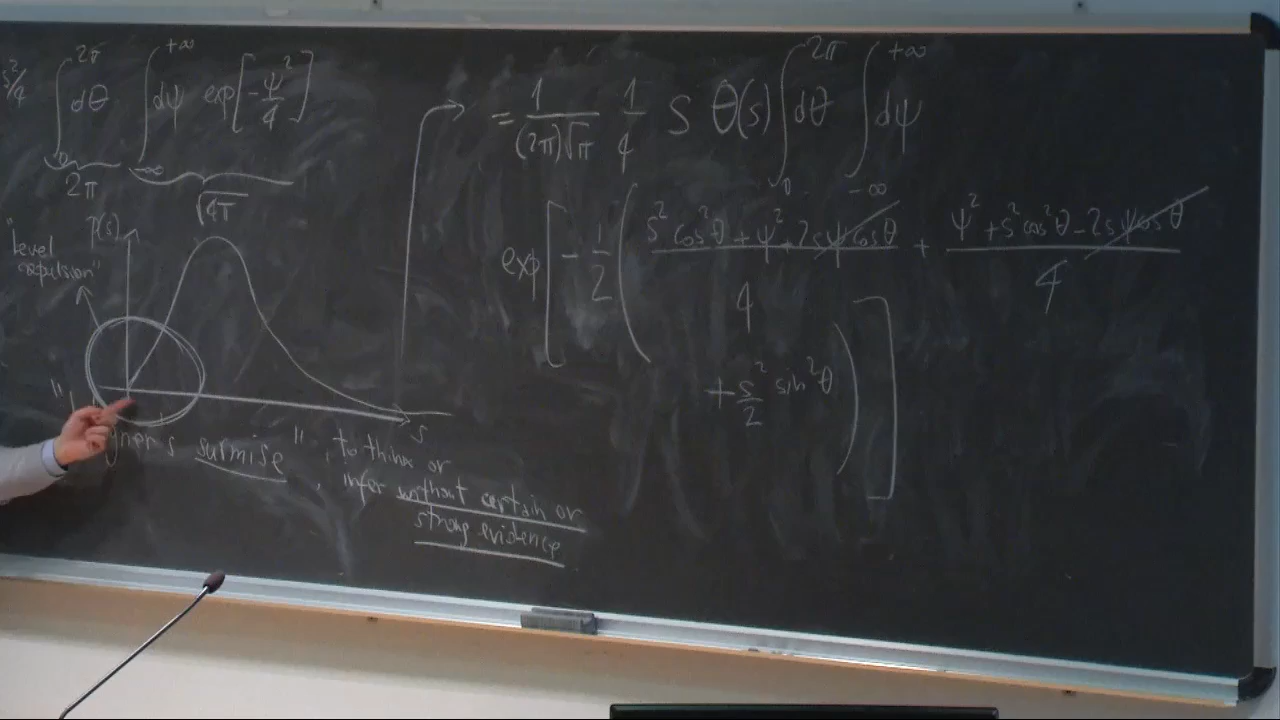 s²/4 ∫₀^{2π} dθ ∫_{-∞}^{+∞} dψ exp[-ψ²/4]
2π
√4π
P(s)
"level
repulsion"
s
surmise", to think or
infer without certain or
strong evidence
= 1/((2π)√π) 1/4 s θ(s) ∫₀^{2π} dθ ∫_{-∞}^{+∞} dψ
exp[-1/2 ( (s² cos²θ + ψ² + 2sψ cosθ)/4 + (ψ² + s² cos²θ - 2sψ cosθ)/4
+ s²/2 sin²θ ) ]